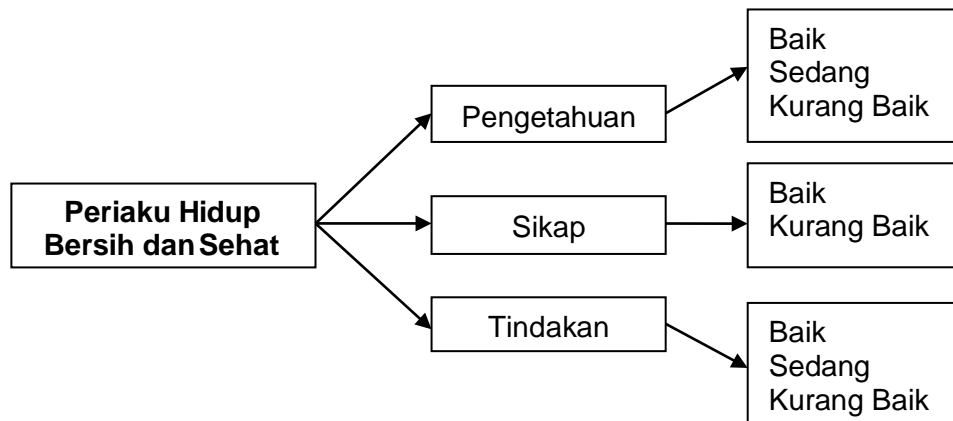 Periaku Hidup
Bersih dan Sehat
Pengetahuan
Baik
Sedang
Kurang Baik
Sikap
Baik
Kurang Baik
Tindakan
Baik
Sedang
Kurang Baik